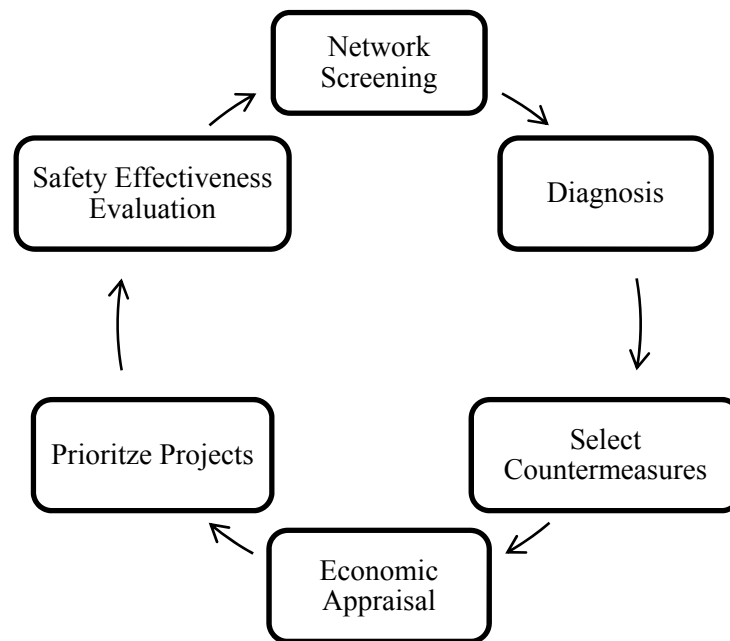 Network
Screening
Diagnosis
Select
Countermeasures
Economic
Appraisal
Prioritze Projects
Safety Effectiveness
Evaluation